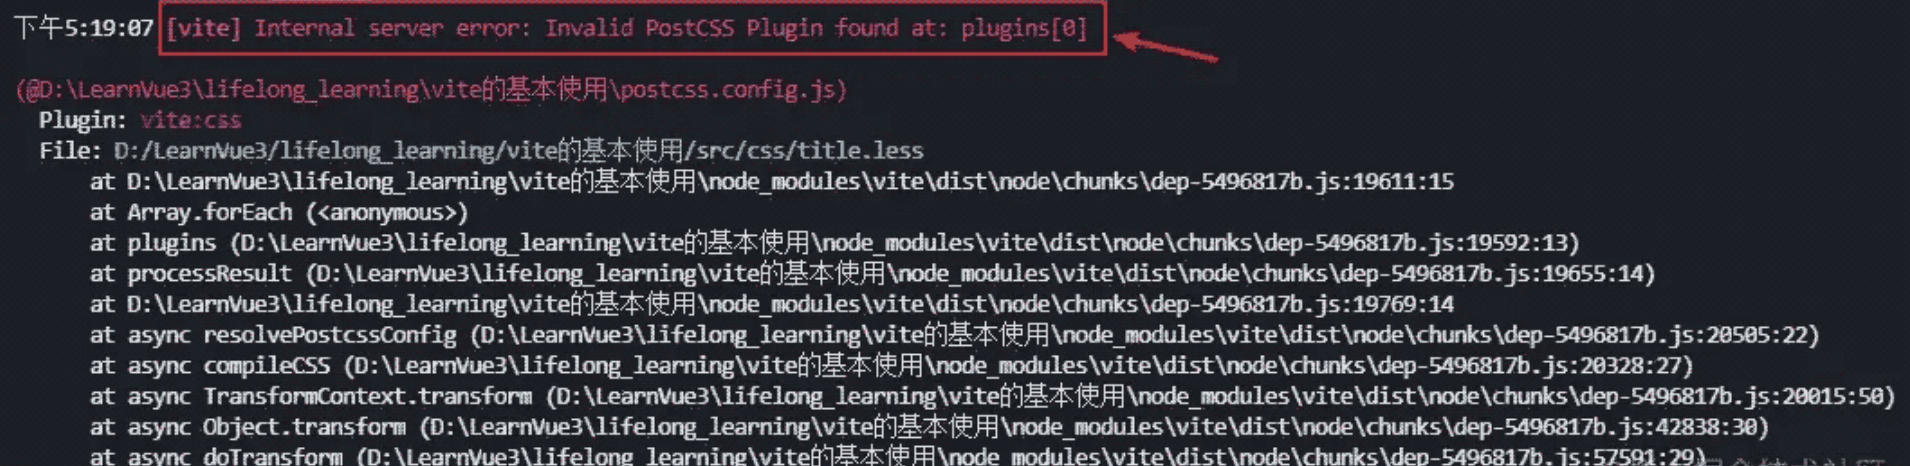 下午5:19:07 [vite] Internal server error: Invalid PostCSS Plugin found at: plugins[0]
(@D:\LearnVue3\lifelong_learning\vite的基本使用\postcss.config.js)
Plugin: vite:css
File: D:/LearnVue3/lifelong_learning/vite的基本使用/src/css/title.less
at D:\LearnVue3\lifelong_learning\vite的基本使用\node_modules\vite\dist\node\chunks\dep-5496817b.js:19611:15
at Array.forEach (<anonymous>)
at plugins (D:\LearnVue3\lifelong_learning\vite的基本使用\node_modules\vite\dist\node\chunks\dep-5496817b.js:19592:13)
at processResult (D:\LearnVue3\lifelong_learning\vite的基本使用\node_modules\vite\dist\node\chunks\dep-5496817b.js:19655:14)
at D:\LearnVue3\lifelong_learning\vite的基本使用\node_modules\vite\dist\node\chunks\dep-5496817b.js:19769:14
at async resolvePostcssConfig (D:\LearnVue3\lifelong_learning\vite的基本使用\node_modules\vite\dist\node\chunks\dep-5496817b.js:20505:22)
at async compileCSS (D:\LearnVue3\lifelong_learning\vite的基本使用\node_modules\vite\dist\node\chunks\dep-5496817b.js:20328:27)
at async TransformContext.transform (D:\LearnVue3\lifelong_learning\vite的基本使用\node_modules\vite\dist\node\chunks\dep-5496817b.js:20015:50)
at async Object.transform (D:\LearnVue3\lifelong_learning\vite的基本使用\node_modules\vite\dist\node\chunks\dep-5496817b.js:42838:30)
at async doTransform (D:\LearnVue3\lifelong_learning\vite的基本使用\node_modules\vite\dist\node\chunks\dep-5496817b.js:57591:29)